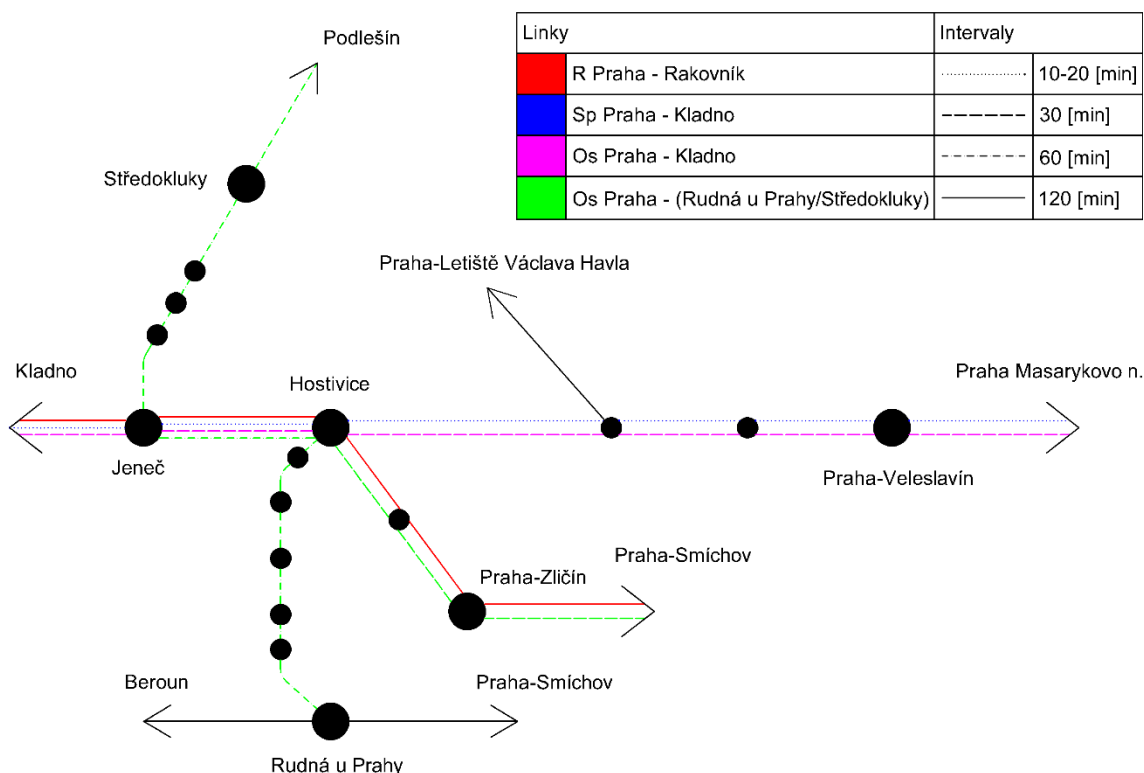 Podlešín
Linky Intervaly
R Praha - Rakovník 10-20 [min]
Sp Praha - Kladno 30 [min]
Os Praha - Kladno 60 [min]
Os Praha - (Rudná u Prahy/Středokluky) 120 [min]
Středokluky
Praha-Letiště Václava Havla
Kladno
Hostivice
Praha Masarykovo n.
Jeneč
Praha-Veleslavín
Praha-Smíchov
Praha-Zličín
Beroun
Praha-Smíchov
Rudná u Prahy